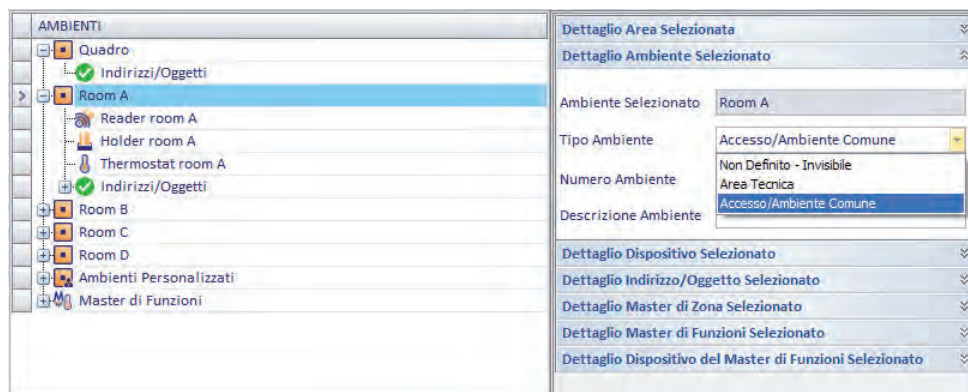 AMBIENTI
Quadro
Indirizzi/Oggetti
Room A
Reader room A
Holder room A
Thermostat room A
Indirizzi/Oggetti
Room B
Room C
Room D
Ambienti Personalizzati
Master di Funzioni
Dettaglio Area Selezionata
Dettaglio Ambiente Selezionato
Ambiente Selezionato Room A
Tipo Ambiente Accesso/Ambiente Comune
Non Definito - Invisibile
Numero Ambiente Area Tecnica
Accesso/Ambiente Comune
Descrizione Ambiente
Dettaglio Dispositivo Selezionato
Dettaglio Indirizzo/Oggetto Selezionato
Dettaglio Master di Zona Selezionato
Dettaglio Master di Funzioni Selezionato
Dettaglio Dispositivo del Master di Funzioni Selezionato